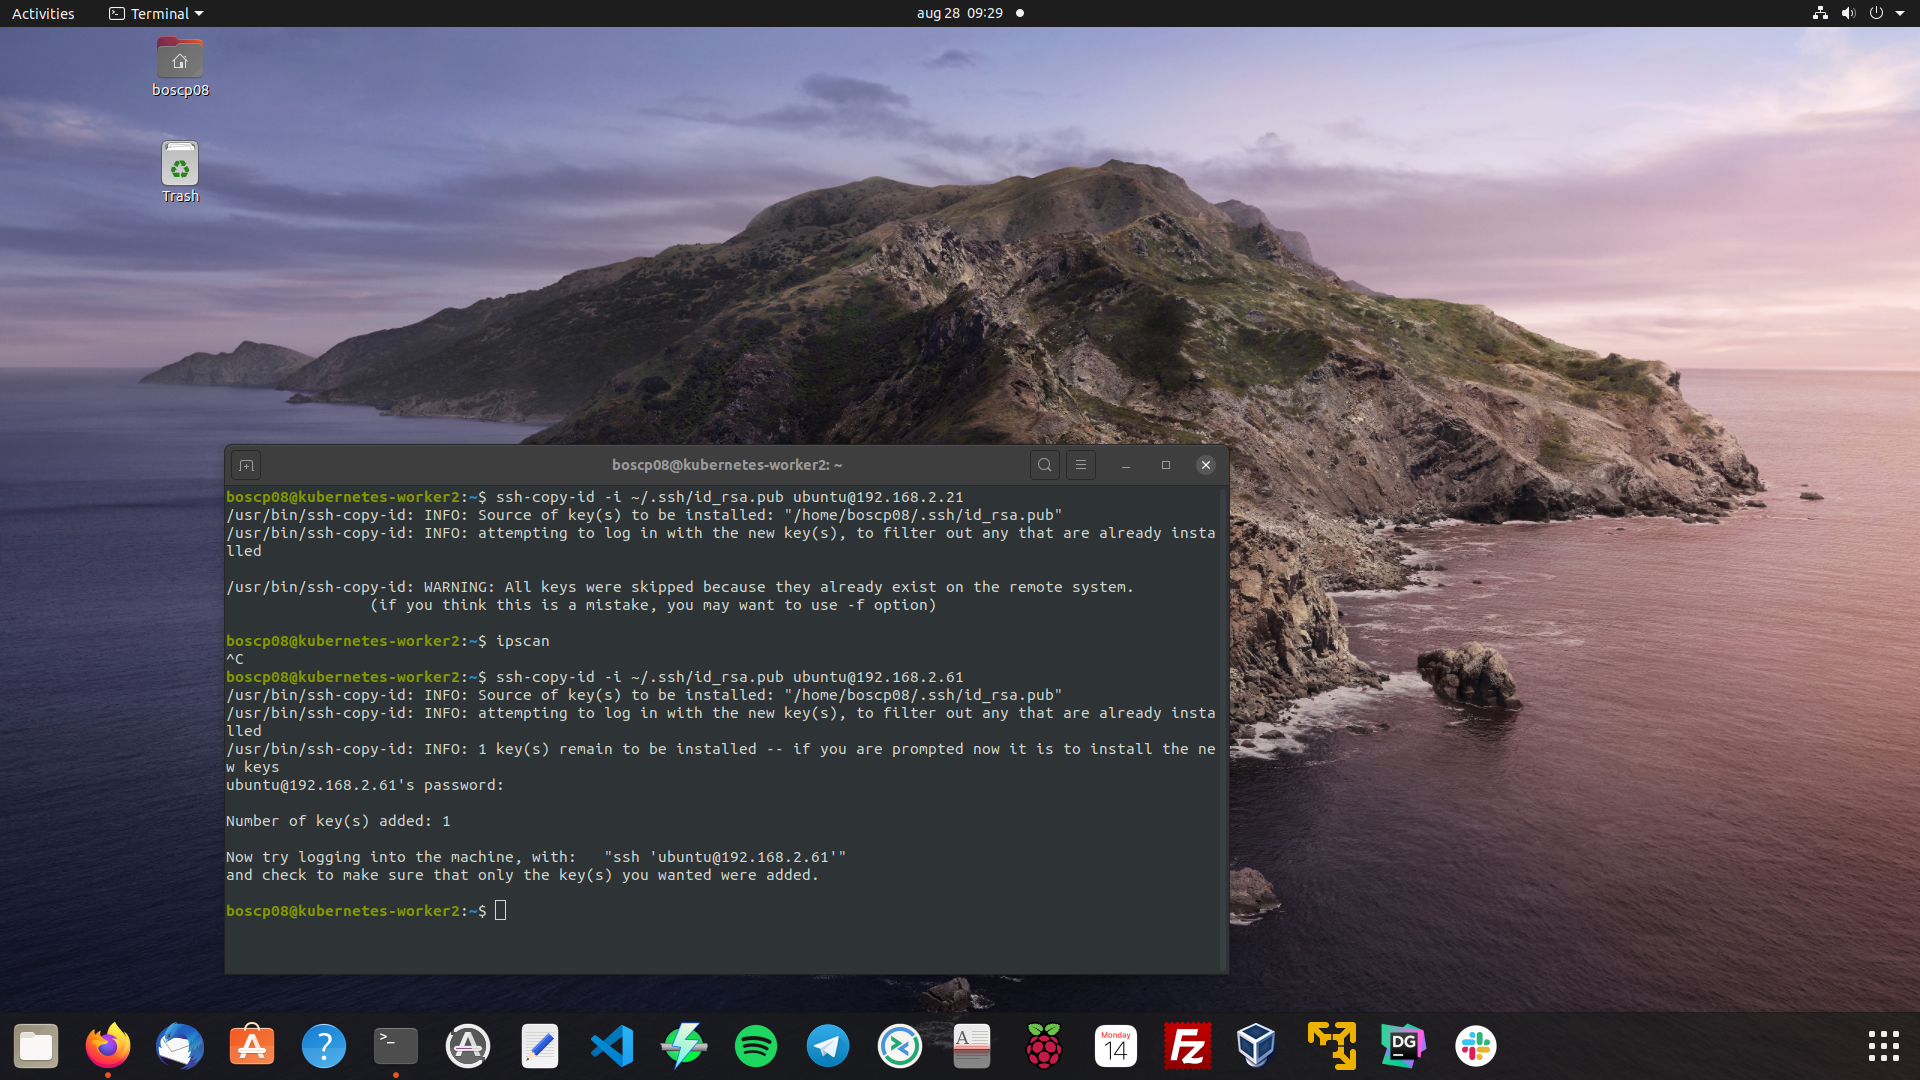 Activities
Terminal
aug 28 09:29
boscp08
Trash
boscp08@kubernetes-worker2: ~
boscp08@kubernetes-worker2:~$ ssh-copy-id -i ~/.ssh/id_rsa.pub ubuntu@192.168.2.21
/usr/bin/ssh-copy-id: INFO: Source of key(s) to be installed: "/home/boscp08/.ssh/id_rsa.pub"
/usr/bin/ssh-copy-id: INFO: attempting to log in with the new key(s), to filter out any that are already insta
lled
/usr/bin/ssh-copy-id: WARNING: All keys were skipped because they already exist on the remote system.
(if you think this is a mistake, you may want to use -f option)
boscp08@kubernetes-worker2:~$ ipscan
^C
boscp08@kubernetes-worker2:~$ ssh-copy-id -i ~/.ssh/id_rsa.pub ubuntu@192.168.2.61
/usr/bin/ssh-copy-id: INFO: Source of key(s) to be installed: "/home/boscp08/.ssh/id_rsa.pub"
/usr/bin/ssh-copy-id: INFO: attempting to log in with the new key(s), to filter out any that are already insta
lled
/usr/bin/ssh-copy-id: INFO: 1 key(s) remain to be installed -- if you are prompted now it is to install the ne
w keys
ubuntu@192.168.2.61's password:
Number of key(s) added: 1
Now try logging into the machine, with:   "ssh 'ubuntu@192.168.2.61'"
and check to make sure that only the key(s) you wanted were added.
boscp08@kubernetes-worker2:~$
Monday
14
Fz
DG